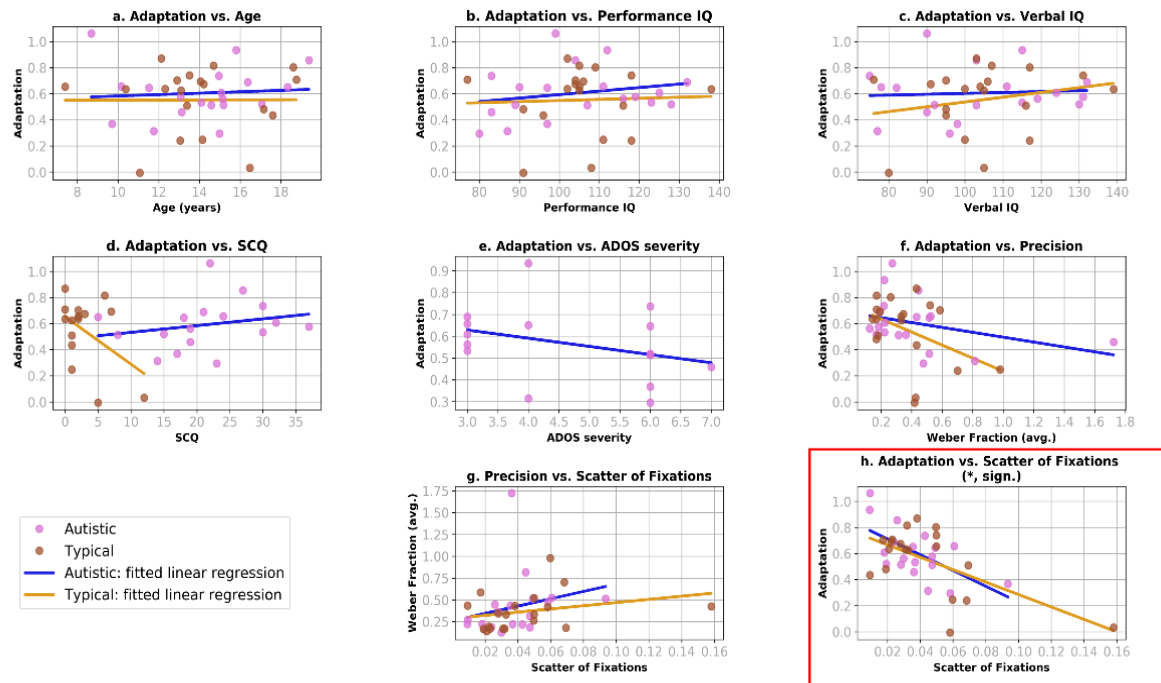 a. Adaptation vs. Age
Adaptation
1.0
0.8
0.6
0.4
0.2
0.0
8 10 12 14 16 18
Age (years)
b. Adaptation vs. Performance IQ
Adaptation
1.0
0.8
0.6
0.4
0.2
0.0
80 90 100 110 120 130 140
Performance IQ
c. Adaptation vs. Verbal IQ
Adaptation
1.0
0.8
0.6
0.4
0.2
0.0
80 90 100 110 120 130 140
Verbal IQ
d. Adaptation vs. SCQ
Adaptation
1.0
0.8
0.6
0.4
0.2
0.0
0 5 10 15 20 25 30 35
SCQ
e. Adaptation vs. ADOS severity
Adaptation
0.9
0.8
0.7
0.6
0.5
0.4
0.3
3.0 3.5 4.0 4.5 5.0 5.5 6.0 6.5 7.0
ADOS severity
f. Adaptation vs. Precision
Adaptation
1.0
0.8
0.6
0.4
0.2
0.0
0.2 0.4 0.6 0.8 1.0 1.2 1.4 1.6 1.8
Weber Fraction (avg.)
Autistic
Typical
Autistic: fitted linear regression
Typical: fitted linear regression
g. Precision vs. Scatter of Fixations
Weber Fraction (avg.)
1.75
1.50
1.25
1.00
0.75
0.50
0.25
0.02 0.04 0.06 0.08 0.10 0.12 0.14 0.16
Scatter of Fixations
h. Adaptation vs. Scatter of Fixations
(*, sign.)
Adaptation
1.0
0.8
0.6
0.4
0.2
0.0
0.02 0.04 0.06 0.08 0.10 0.12 0.14 0.16
Scatter of Fixations